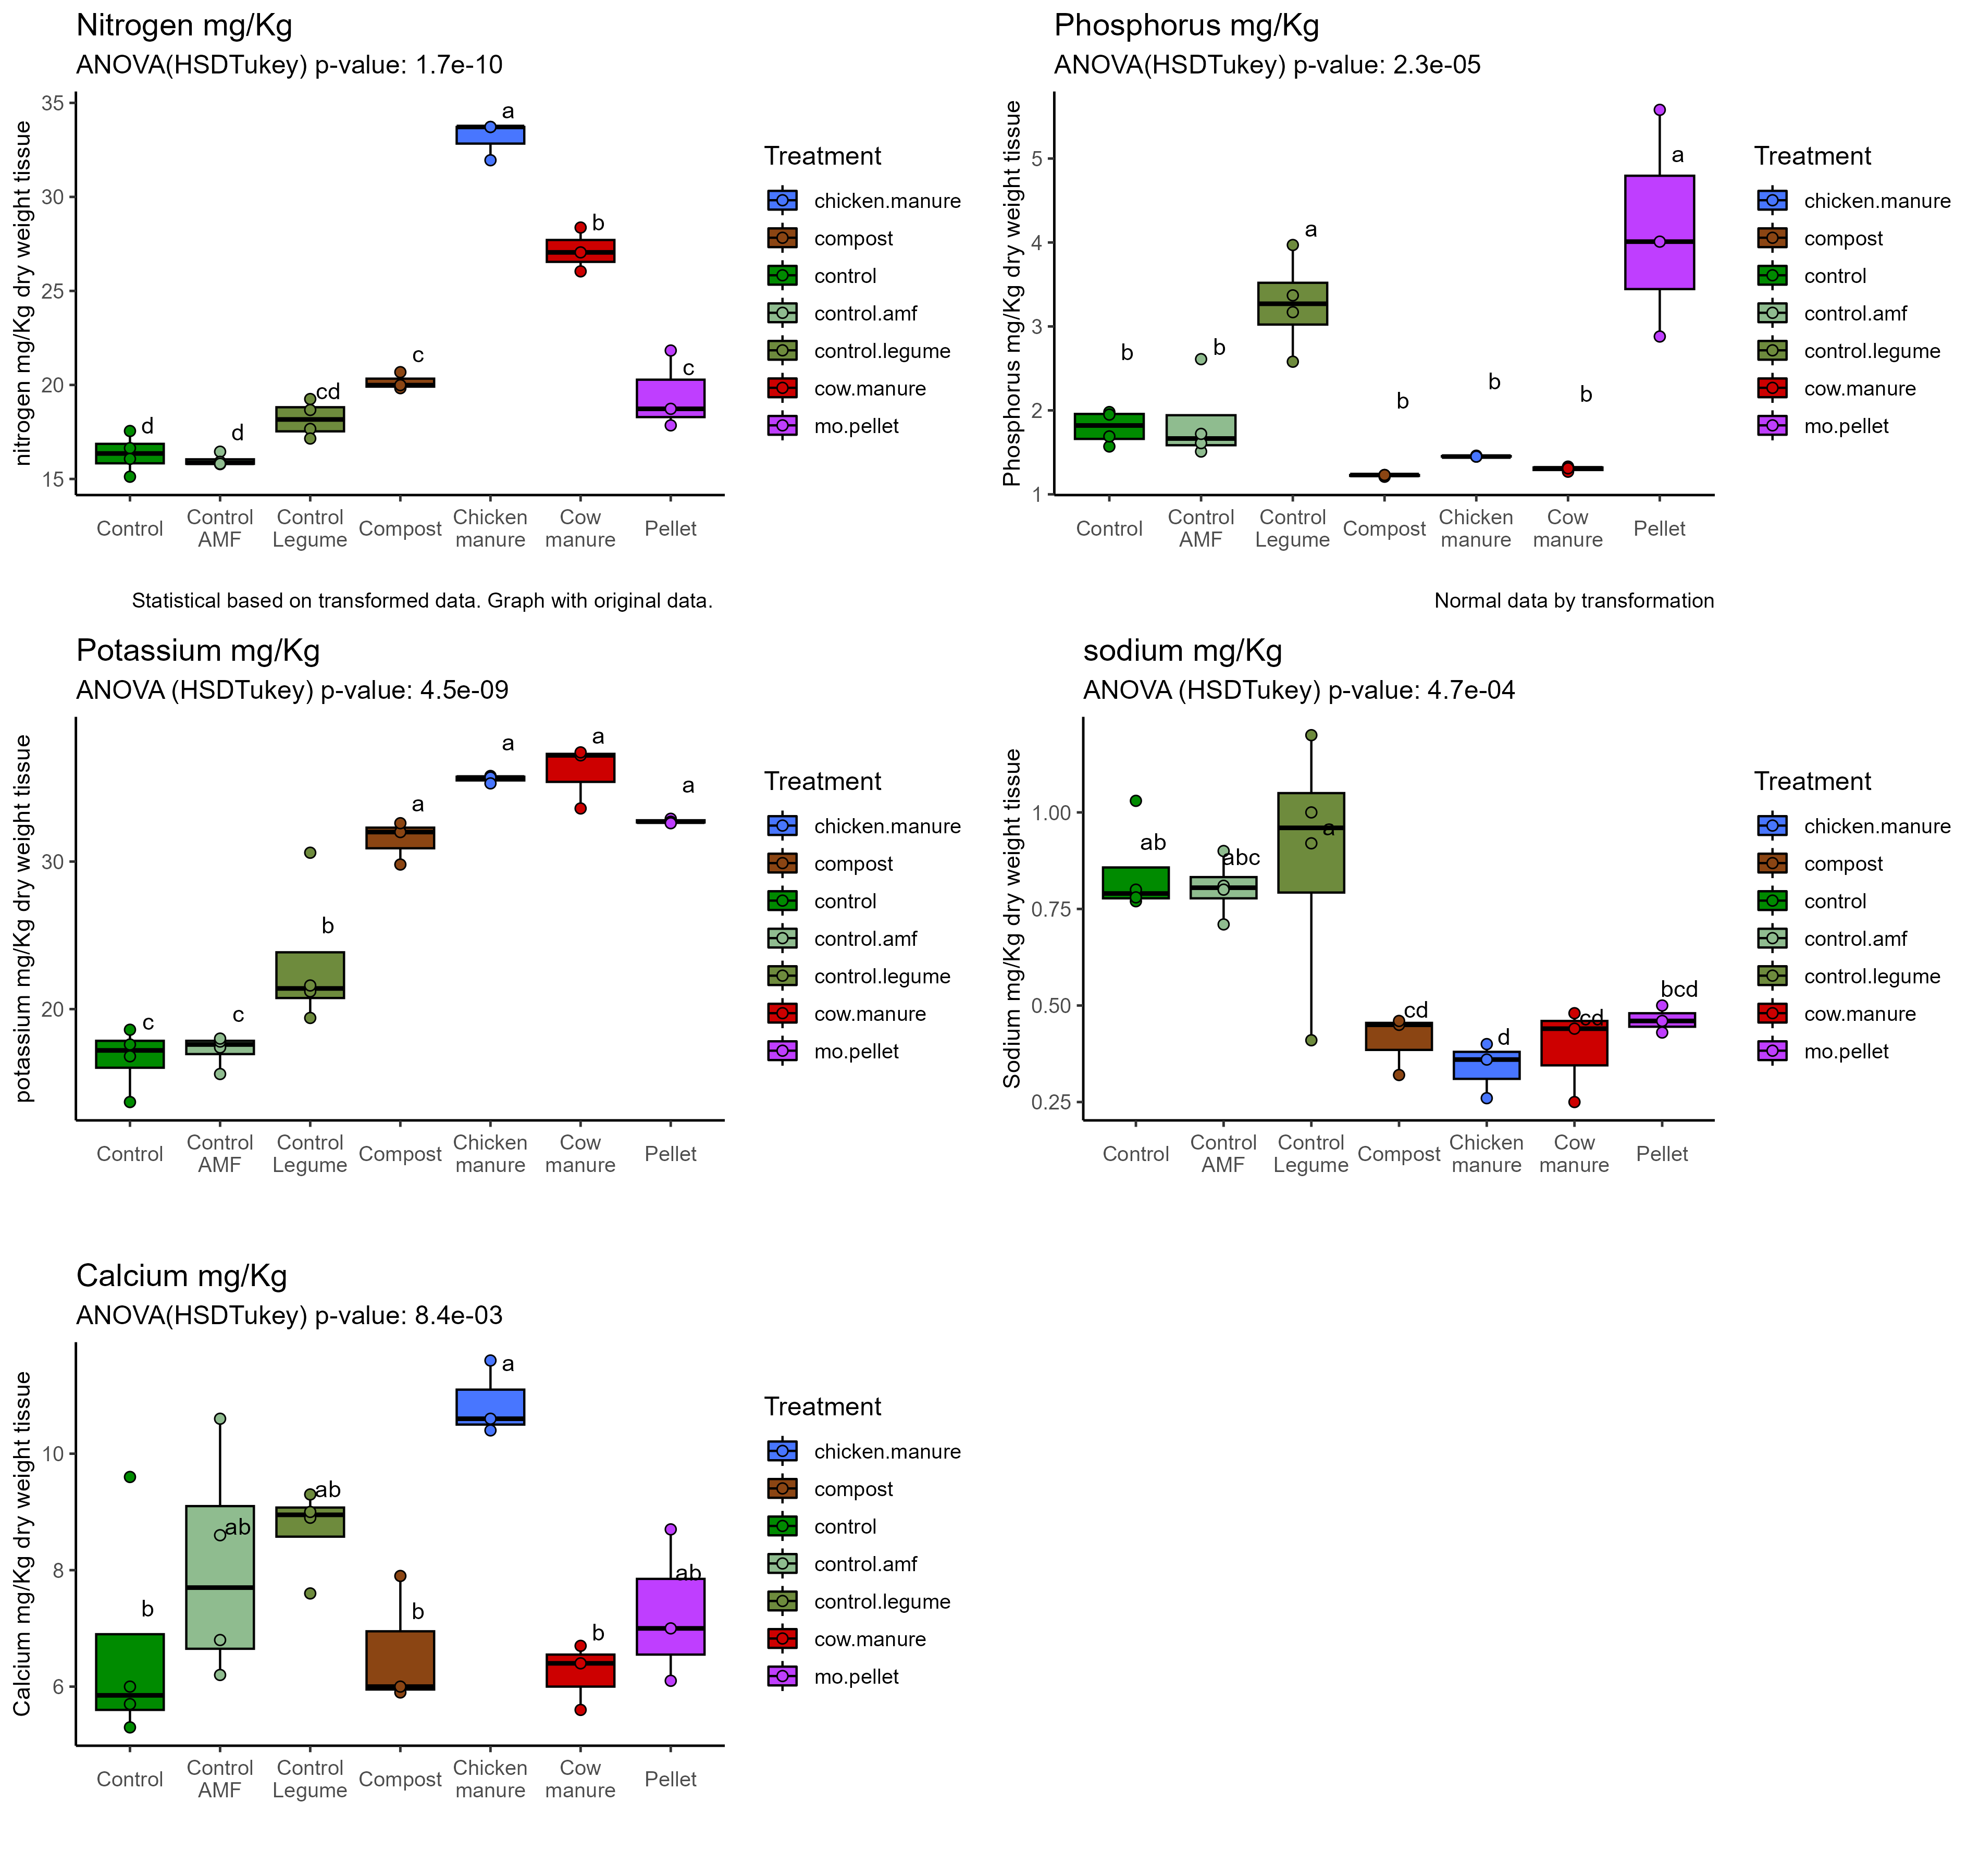 Nitrogen mg/Kg
ANOVA(HSDTukey) p-value: 1.7e-10
nitrogen mg/Kg dry weight tissue
35
30
25
20
15
d
d
cd
c
a
b
c
Control
Control
AMF
Control
Legume
Compost
Chicken
manure
Cow
manure
Pellet
Statistical based on transformed data. Graph with original data.
Treatment
chicken.manure
compost
control
control.amf
control.legume
cow.manure
mo.pellet
Phosphorus mg/Kg
ANOVA(HSDTukey) p-value: 2.3e-05
Phosphorus mg/Kg dry weight tissue
5
4
3
2
1
b
b
a
b
b
b
a
Control
Control
AMF
Control
Legume
Compost
Chicken
manure
Cow
manure
Pellet
Normal data by transformation
Treatment
chicken.manure
compost
control
control.amf
control.legume
cow.manure
mo.pellet
Potassium mg/Kg
ANOVA (HSDTukey) p-value: 4.5e-09
potassium mg/Kg dry weight tissue
30
20
c
c
b
a
a
a
a
Control
Control
AMF
Control
Legume
Compost
Chicken
manure
Cow
manure
Pellet
Treatment
chicken.manure
compost
control
control.amf
control.legume
cow.manure
mo.pellet
sodium mg/Kg
ANOVA (HSDTukey) p-value: 4.7e-04
Sodium mg/Kg dry weight tissue
1.00
0.75
0.50
0.25
ab
abc
a
cd
d
cd
bcd
Control
Control
AMF
Control
Legume
Compost
Chicken
manure
Cow
manure
Pellet
Treatment
chicken.manure
compost
control
control.amf
control.legume
cow.manure
mo.pellet
Calcium mg/Kg
ANOVA(HSDTukey) p-value: 8.4e-03
Calcium mg/Kg dry weight tissue
10
8
6
b
ab
ab
b
a
b
ab
Control
Control
AMF
Control
Legume
Compost
Chicken
manure
Cow
manure
Pellet
Treatment
chicken.manure
compost
control
control.amf
control.legume
cow.manure
mo.pellet